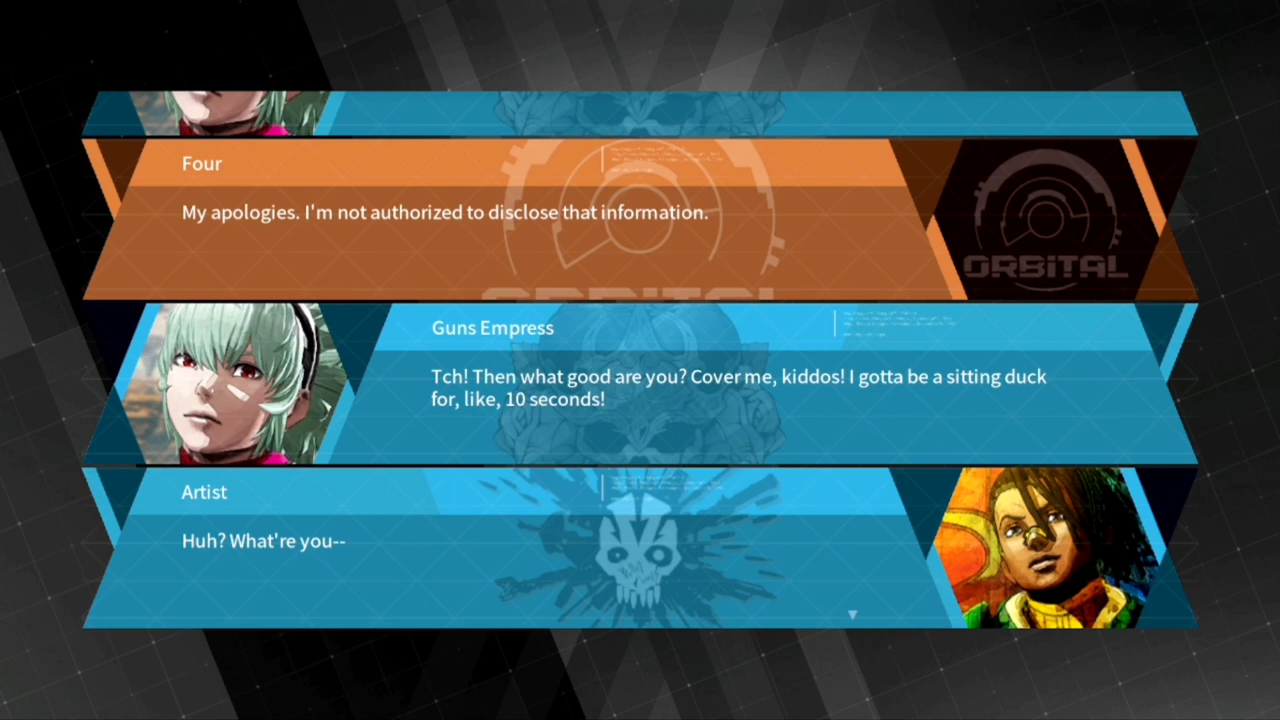 Four
My apologies. I'm not authorized to disclose that information.
ORBITAL
Guns Empress
Tch! Then what good are you? Cover me, kiddos! I gotta be a sitting duck
for, like, 10 seconds!
Artist
Huh? What're you--